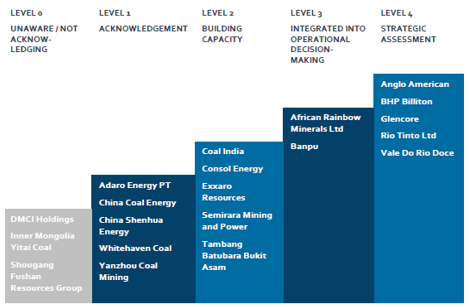 LEVEL 0
UNAWARE / NOT
ACKNOW-
LEDGING
LEVEL 1
ACKNOWLEDGEMENT
LEVEL 2
BUILDING
CAPACITY
LEVEL 3
INTEGRATED INTO
OPERATIONAL
DECISION-
MAKING
LEVEL 4
STRATEGIC
ASSESSMENT
DMCI Holdings
Inner Mongolia
Yitai Coal
Shougang
Fushan
Resources Group
Adaro Energy PT
China Coal Energy
China Shenhua
Energy
Whitehaven Coal
Yanzhou Coal
Mining
Coal India
Consol Energy
Exxaro
Resources
Semirara Mining
and Power
Tambang
Batubara Bukit
Asam
African Rainbow
Minerals Ltd
Banpu
Anglo American
BHP Billiton
Glencore
Rio Tinto Ltd
Vale Do Rio Doce